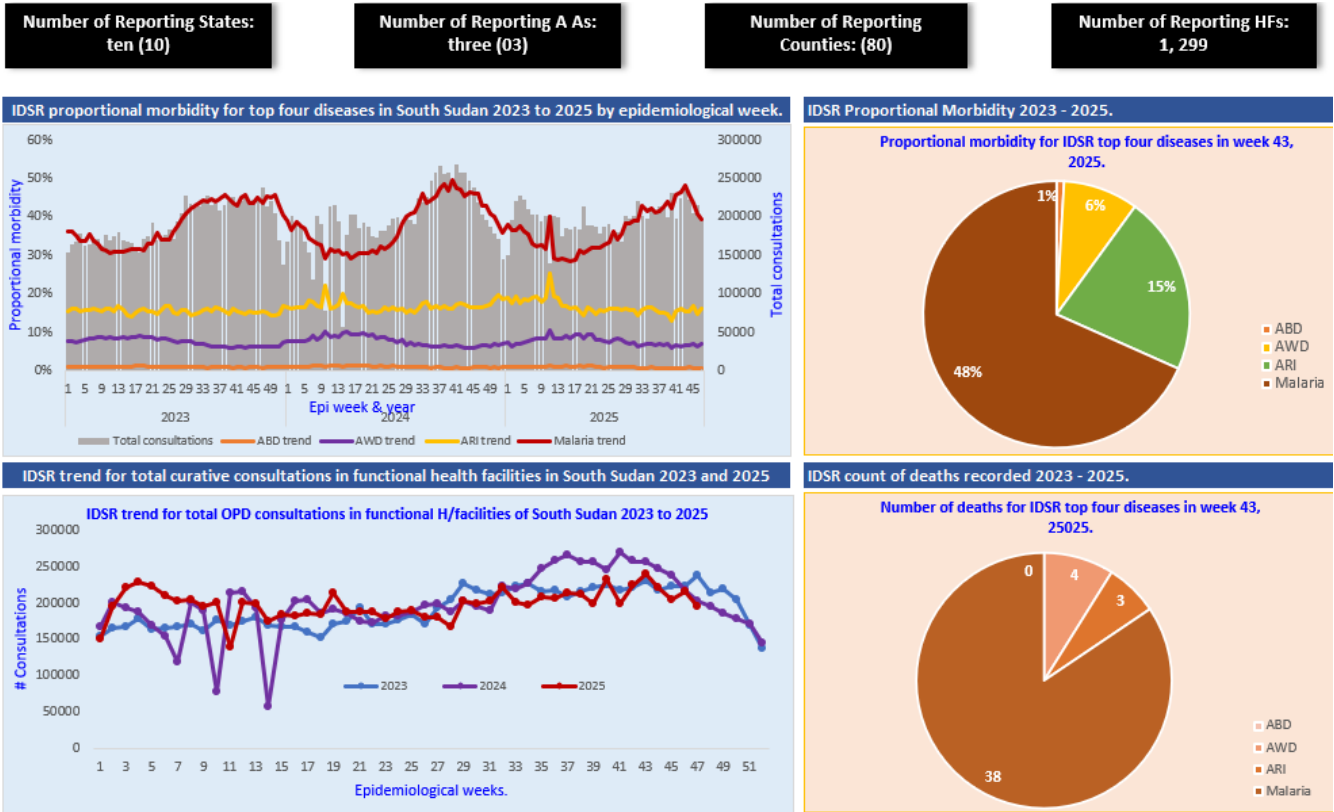 Number of Reporting States:
ten (10)
Number of Reporting A As:
three (03)
Number of Reporting
Counties: (80)
Number of Reporting HFs:
1, 299
IDSR proportional morbidity for top four diseases in South Sudan 2023 to 2025 by epidemiological week.
60%
50%
40%
30%
20%
10%
0%
Proportional morbidity
300000
250000
200000
150000
100000
50000
0
Total consultations
1 5 9 13 17 21 25 29 33 37 41 45 49 1 5 9 13 17 21 25 29 33 37 41 45 49 1 5 9 13 17 21 25 29 33 37 41 45
2023 2024 2025
Epi week & year
Total consultations ABD trend AWD trend ARI trend Malaria trend
IDSR Proportional Morbidity 2023 - 2025.
Proportional morbidity for IDSR top four diseases in week 43,
2025.
1%
6%
15%
48%
ABD
AWD
ARI
Malaria
IDSR trend for total curative consultations in functional health facilities in South Sudan 2023 and 2025
IDSR trend for total OPD consultations in functional H/facilities of South Sudan 2023 to 2025
300000
250000
200000
150000
100000
50000
0
# Consultations
2023 2024 2025
1 3 5 7 9 11 13 15 17 19 21 23 25 27 29 31 33 35 37 39 41 43 45 47 49 51
Epidemiological weeks.
IDSR count of deaths recorded 2023 - 2025.
Number of deaths for IDSR top four diseases in week 43,
25025.
0
4
3
38
ABD
AWD
ARI
Malaria